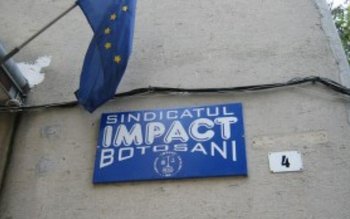 SINDICATUL
IMPACT
BOTOSANI
4